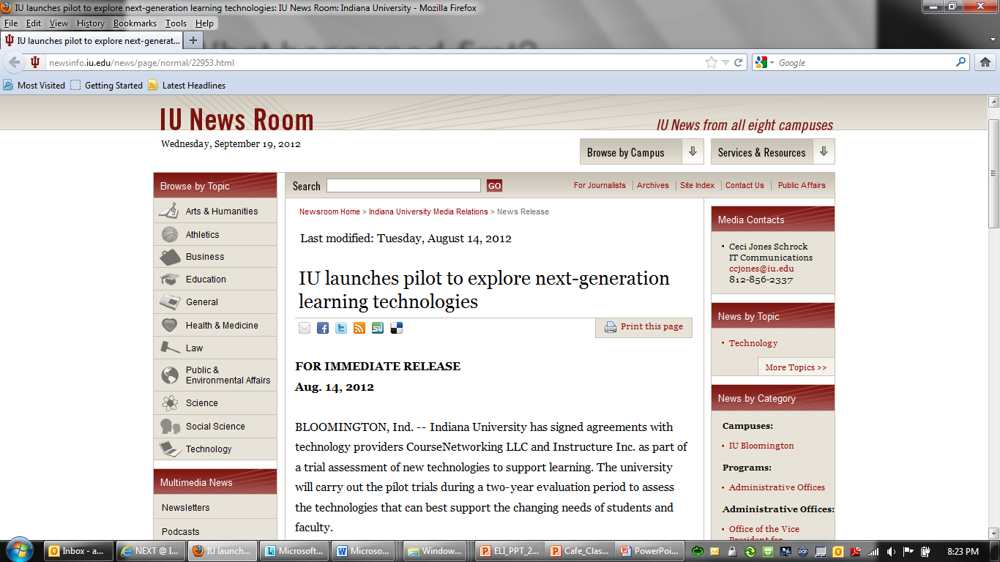 IU launches pilot to explore next-generation learning technologies: IU News Room: Indiana University - Mozilla Firefox
File Edit View History Bookmarks Tools Help
IU launches pilot to explore next-generat...
newsinfo.iu.edu/news/page/normal/22953.html
Google
Most Visited Getting Started Latest Headlines
IU News Room
IU News from all eight campuses
Wednesday, September 19, 2012
Browse by Campus
Services & Resources
Browse by Topic
Arts & Humanities
Athletics
Business
Education
General
Health & Medicine
Law
Public &
Environmental Affairs
Science
Social Science
Technology
Multimedia News
Newsletters
Podcasts
Search GO
For Journalists Archives Site Index Contact Us Public Affairs
Newsroom Home > Indiana University Media Relations > News Release
Last modified: Tuesday, August 14, 2012
IU launches pilot to explore next-generation
learning technologies
Print this page
FOR IMMEDIATE RELEASE
Aug. 14, 2012
BLOOMINGTON, Ind. -- Indiana University has signed agreements with
technology providers CourseNetworking LLC and Instructure Inc. as part of
a trial assessment of new technologies to support learning. The university
will carry out the pilot trials during a two-year evaluation period to assess
the technologies that can best support the changing needs of students and
faculty.
Media Contacts
Ceci Jones Schrock
IT Communications
ccjones@iu.edu
812-856-2337
News by Topic
Technology
More Topics >>
News by Category
Campuses:
IU Bloomington
Programs:
Administrative Offices
Administrative Offices:
Office of the Vice
President for
Inbox - a... NEXT @ I... IU launch... Microsoft... Microso... Window... ELI_PPT_2... Cafe_Clas... PowerPoi... 8:23 PM